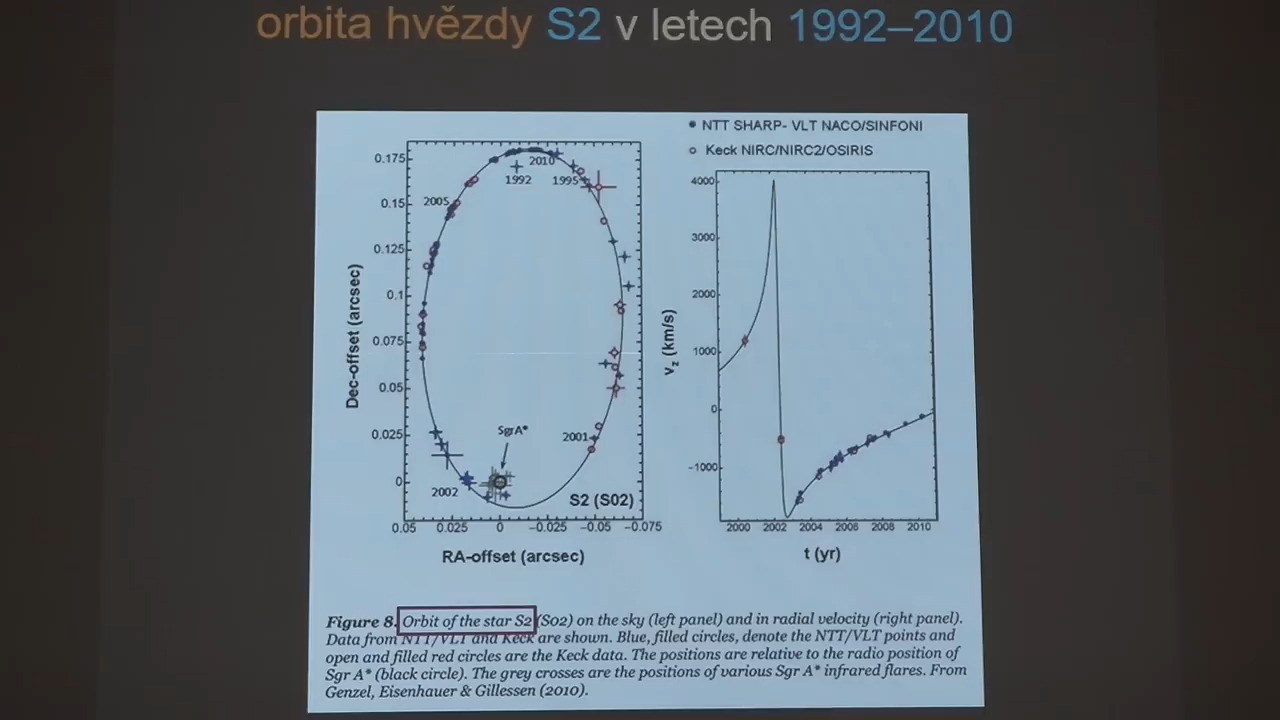 orbita hvězdy S2 v letech 1992–2010
NTT SHARP- VLT NACO/SINFONI
Keck NIRC/NIRC2/OSIRIS
0.175
0.15
0.125
0.1
0.075
0.05
0.025
0
Dec-offset (arcsec)
2010
1992
1995
2005
SgrA*
2001
2002
S2 (S02)
0.05
0.025
0
−0.025
−0.05
−0.075
RA-offset (arcsec)
4000
3000
2000
1000
0
−1000
vz (km/s)
2000
2002
2004
2006
2008
2010
t (yr)
Figure 8. Orbit of the star S2 (S02) on the sky (left panel) and in radial velocity (right panel).
Data from NTT/VLT and Keck are shown. Blue, filled circles, denote the NTT/VLT points and
open and filled red circles are the Keck data. The positions are relative to the radio position of
Sgr A* (black circle). The grey crosses are the positions of various Sgr A* infrared flares. From
Genzel, Eisenhauer & Gillessen (2010).